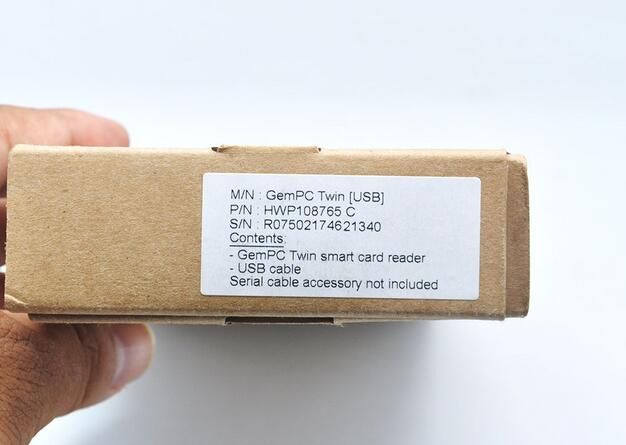 M/N : GemPC Twin [USB]
P/N : HWP108765 C
S/N : R07502174621340
Contents:
- GemPC Twin smart card reader
- USB cable
Serial cable accessory not included